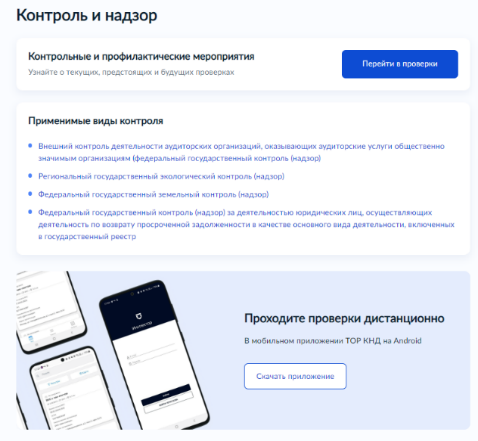 Контроль и надзор
Контрольные и профилактические мероприятия
Узнайте о текущих, предстоящих и будущих проверках
Перейти в проверки
Применимые виды контроля
Внешний контроль деятельности аудиторских организаций, оказывающих аудиторские услуги общественно
значимым организациям (федеральный государственный контроль (надзор)
Региональный государственный экологический контроль (надзор)
Федеральный государственный земельный контроль (надзор)
Федеральный государственный контроль (надзор) за деятельностью юридических лиц, осуществляющих
деятельность по возврату просроченной задолженности в качестве основного вида деятельности, включенных
в государственный реестр
Проходите проверки дистанционно
В мобильном приложении ТОР КНД на Android
Скачать приложение